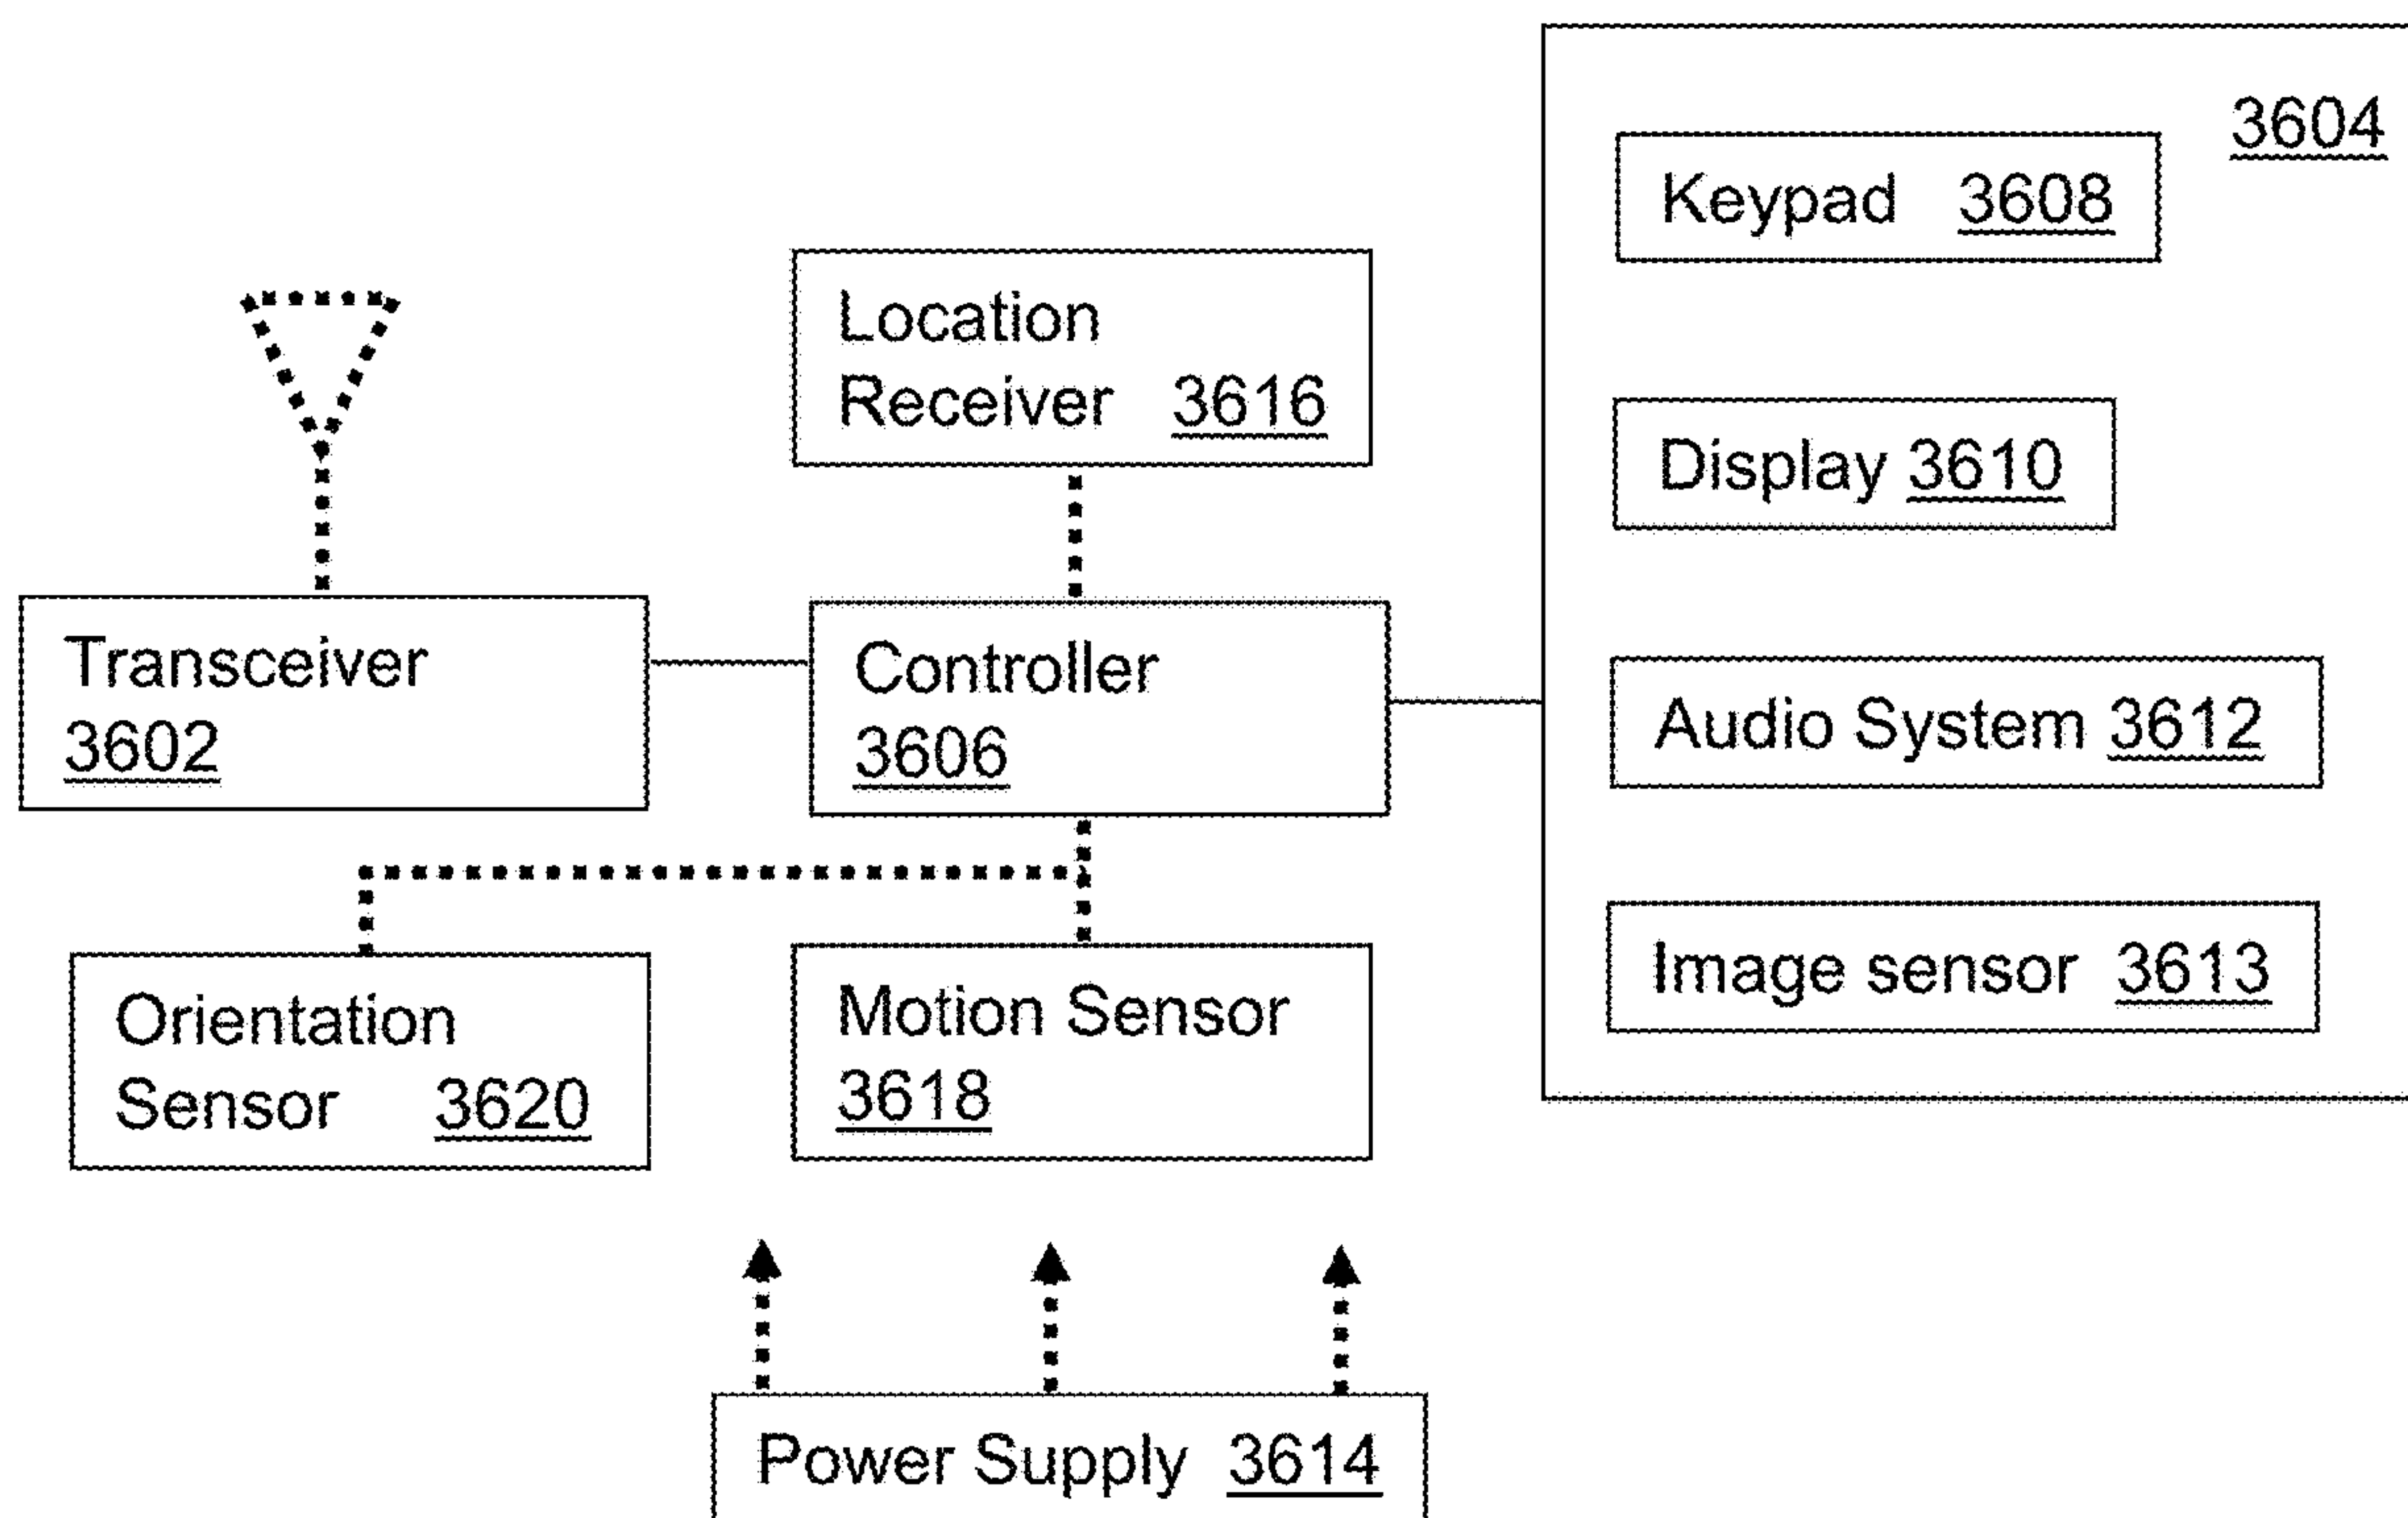 3604
Keypad 3608
Location
Receiver 3616
Display 3610
Transceiver
3602
Controller
3606
Audio System 3612
Image sensor 3613
Orientation
Sensor 3620
Motion Sensor
3618
Power Supply 3614